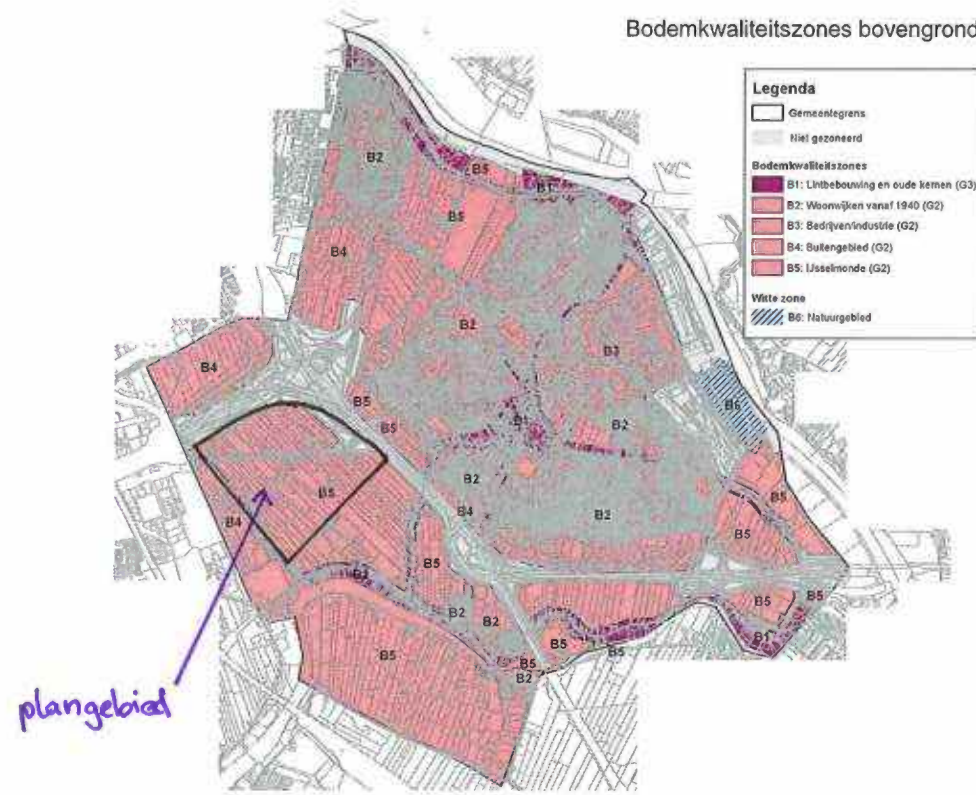 Bodemkwaliteitszones bovengrond
Legenda
Gemeentegrens
Niet gezoneerd
Bodemkwaliteitszones
B1: Lintbebouwing en oude kernen (G3)
B2: Woonwijken vanaf 1940 (G2)
B3: Bedrijven/industrie (G2)
B4: Buitengebied (G2)
B5: IJsselmonde (G2)
Witte zone
B6: Natuurgebied
B2
B5
B1
B5
B4
B2
B3
B4
B5
B6
B5
B2
B2
B5
B5
B4
B2
B4
B5
B5
B2
B2
B5
B5
B1
B5
B5
B5
B5
B2
plangebied